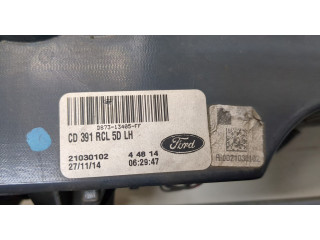 DS73-13405-FF
CD 391 RCL 5D LH
21030102 4 48 14
27/11/14 06:29:47
Ford